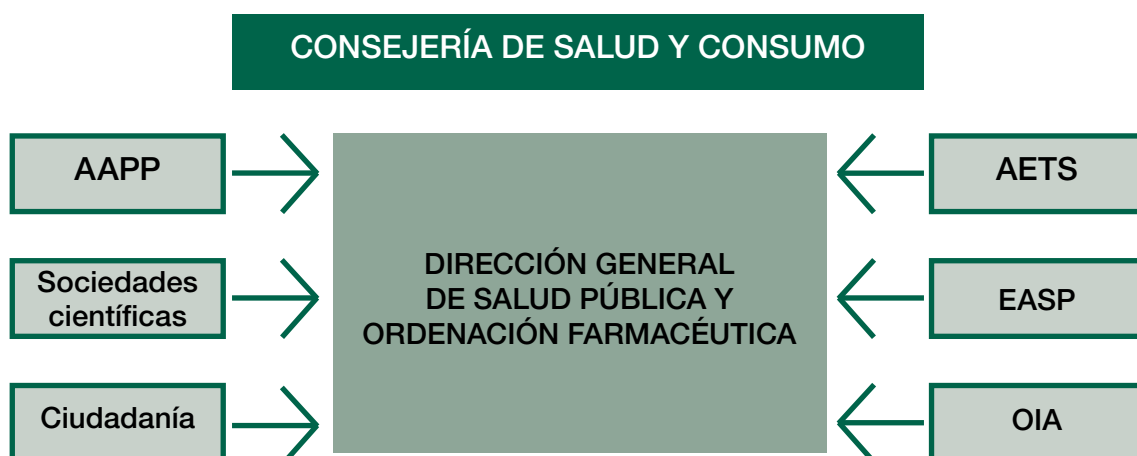 CONSEJERÍA DE SALUD Y CONSUMO
AAPP
Sociedades
científicas
Ciudadanía
DIRECCIÓN GENERAL
DE SALUD PÚBLICA Y
ORDENACIÓN FARMACÉUTICA
AETS
EASP
OIA